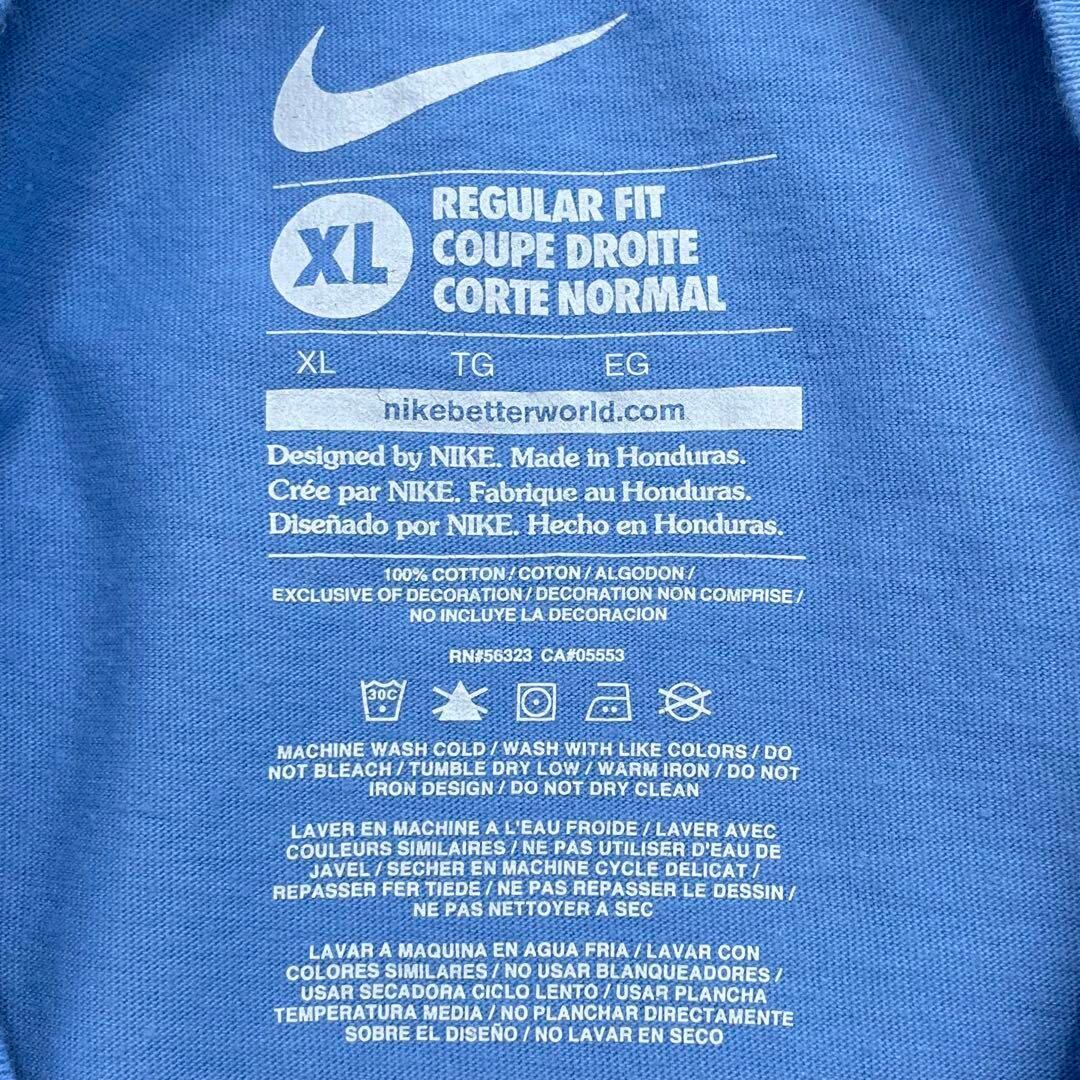 XL
REGULAR FIT
COUPE DROITE
CORTE NORMAL
XL TG EG
nikebetterworld.com
Designed by NIKE. Made in Honduras.
Crée par NIKE. Fabrique au Honduras.
Diseñado por NIKE. Hecho en Honduras.
100% COTTON / COTON / ALGODON /
EXCLUSIVE OF DECORATION / DECORATION NON COMPRISE /
NO INCLUYE LA DECORACION
RN#56323 CA#05553
30C
MACHINE WASH COLD / WASH WITH LIKE COLORS / DO
NOT BLEACH / TUMBLE DRY LOW / WARM IRON / DO NOT
IRON DESIGN / DO NOT DRY CLEAN
LAVER EN MACHINE A L'EAU FROIDE / LAVER AVEC
COULEURS SIMILAIRES / NE PAS UTILISER D'EAU DE
JAVEL / SECHER EN MACHINE CYCLE DELICAT /
REPASSER FER TIEDE / NE PAS REPASSER LE DESSIN /
NE PAS NETTOYER A SEC
LAVAR A MAQUINA EN AGUA FRIA / LAVAR CON
COLORES SIMILARES / NO USAR BLANQUEADORES /
USAR SECADORA CICLO LENTO / USAR PLANCHA
TEMPERATURA MEDIA / NO PLANCHAR DIRECTAMENTE
SOBRE EL DISEÑO / NO LAVAR EN SECO